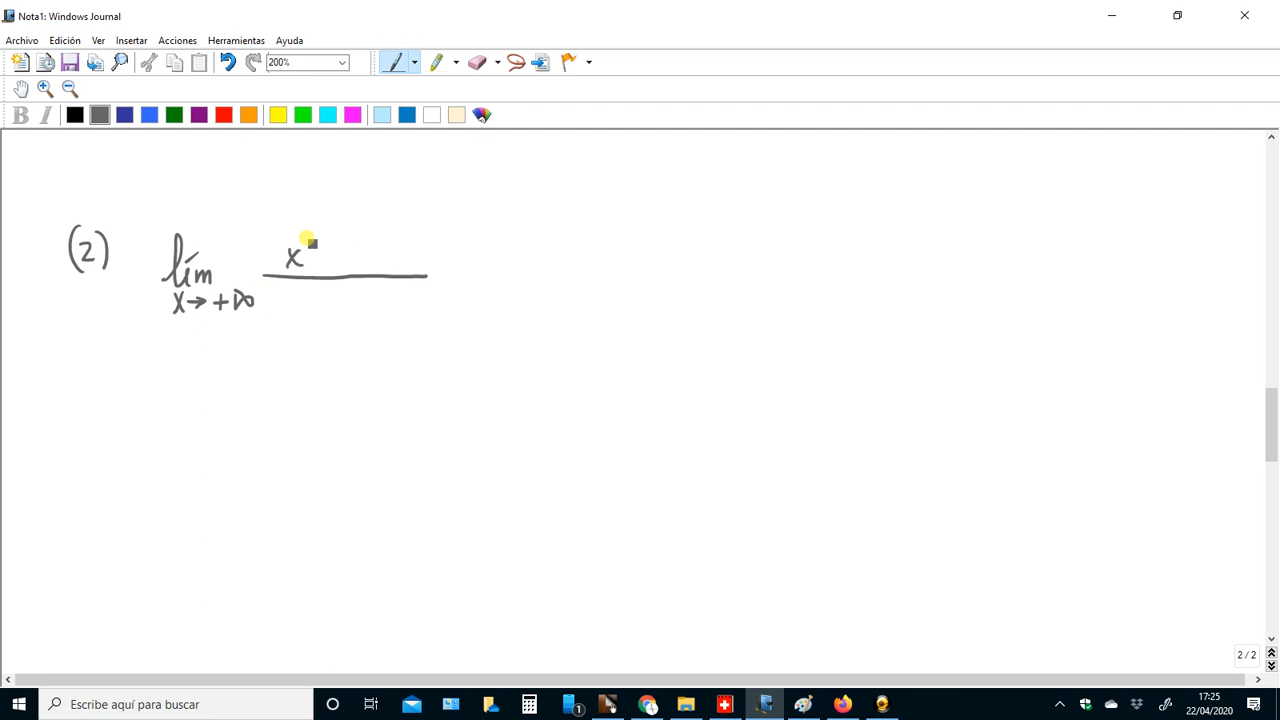 Nota1: Windows Journal
Archivo Edición Ver Insertar Acciones Herramientas Ayuda
200%
B I
(2) lím x
x→+∞
2 / 2
Escribe aquí para buscar
1
17:25
22/04/2020